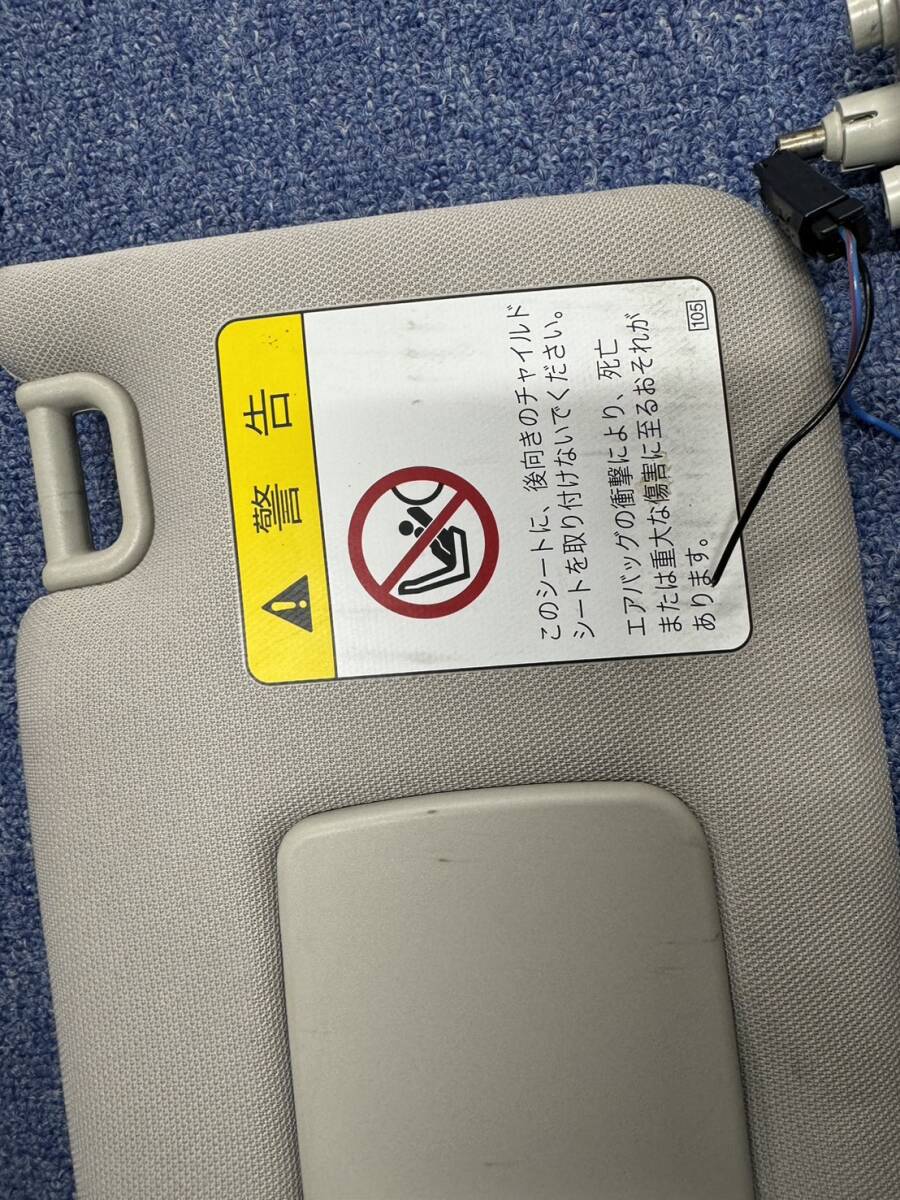 警告
このシートに、後向きのチャイルド
シートを取り付けないでください。
エアバッグの衝撃により、死亡
または重大な傷害に至るおそれが
あります。
105